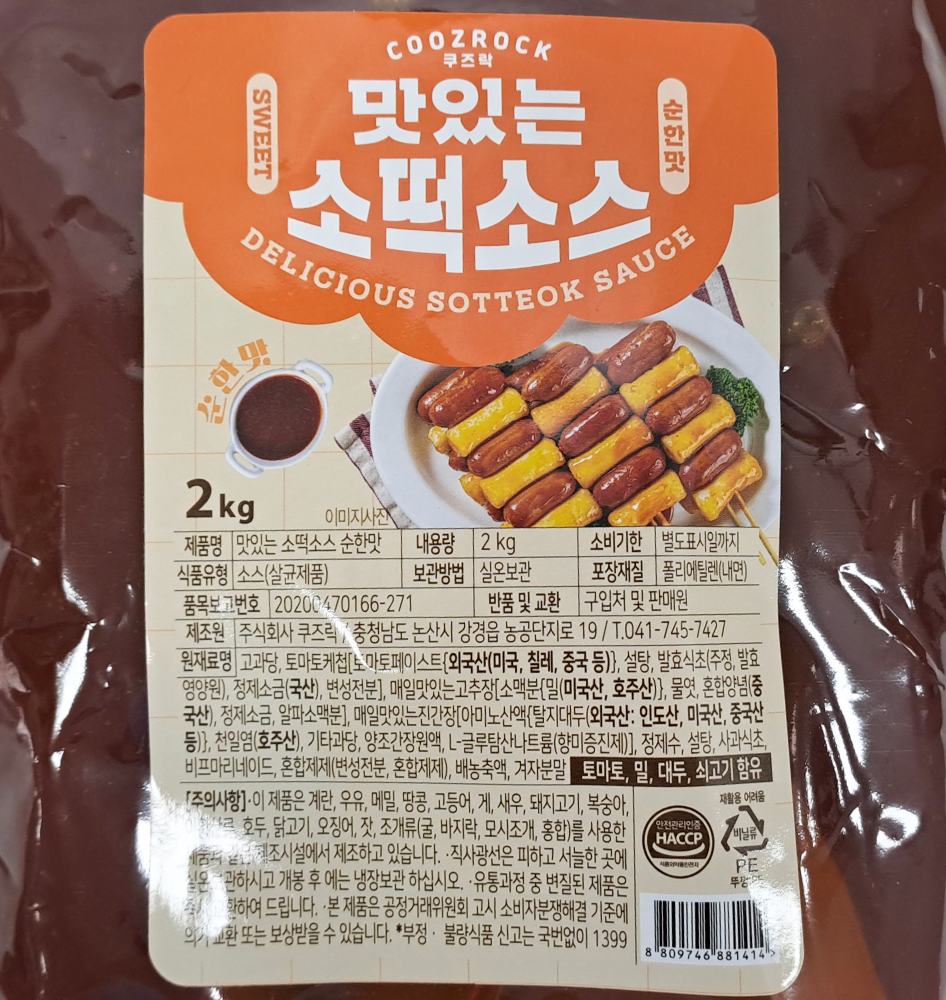 COOZROCK
쿠즈락
SWEET
맛있는
순한맛
소떡소스
DELICIOUS SOTTEOK SAUCE
순한맛
2kg
이미지사진
제품명 맛있는 소떡소스 순한맛 내용량 2 kg 소비기한 별도표시일까지
식품유형 소스(살균제품) 보관방법 실온보관 포장재질 폴리에틸렌(내면)
품목보고번호 20200470166-271 반품 및 교환 구입처 및 판매원
제조원 주식회사 쿠즈락 / 충청남도 논산시 강경읍 농공단지로 19 / T.041-745-7427
원재료명 고과당, 토마토케첩[토마토페이스트{외국산(미국, 칠레, 중국 등)}, 설탕, 발효식초(주정, 발효
영양원), 정제소금(국산), 변성전분], 매일맛있는고추장[소맥분{밀(미국산, 호주산)}, 물엿, 혼합양념(중
국산), 정제소금, 알파소맥분], 매일맛있는진간장[아미노산액{탈지대두(외국산: 인도산, 미국산, 중국산
등)}, 천일염(호주산), 기타과당, 양조간장원액, L-글루탐산나트륨(향미증진제)], 정제수, 설탕, 사과식초,
비프마리네이드, 혼합제제(변성전분, 혼합제제), 배농축액, 겨자분말 토마토, 밀, 대두, 쇠고기 함유
[주의사항]·이 제품은 계란, 우유, 메밀, 땅콩, 고등어, 게, 새우, 돼지고기, 복숭아,
호두, 닭고기, 오징어, 잣, 조개류(굴, 바지락, 모시조개, 홍합)를 사용한
제조시설에서 제조하고 있습니다. ·직사광선은 피하고 서늘한 곳에
보관하시고 개봉 후 에는 냉장보관 하십시오. ·유통과정 중 변질된 제품은
교환하여 드립니다. ·본 제품은 공정거래위원회 고시 소비자분쟁해결 기준에
의거 교환 또는 보상받을 수 있습니다. *부정 · 불량식품 신고는 국번없이 1399
안전관리인증
HACCP
식품의약품안전처
재활용 어려움
비닐류
PE
8 809746 881414